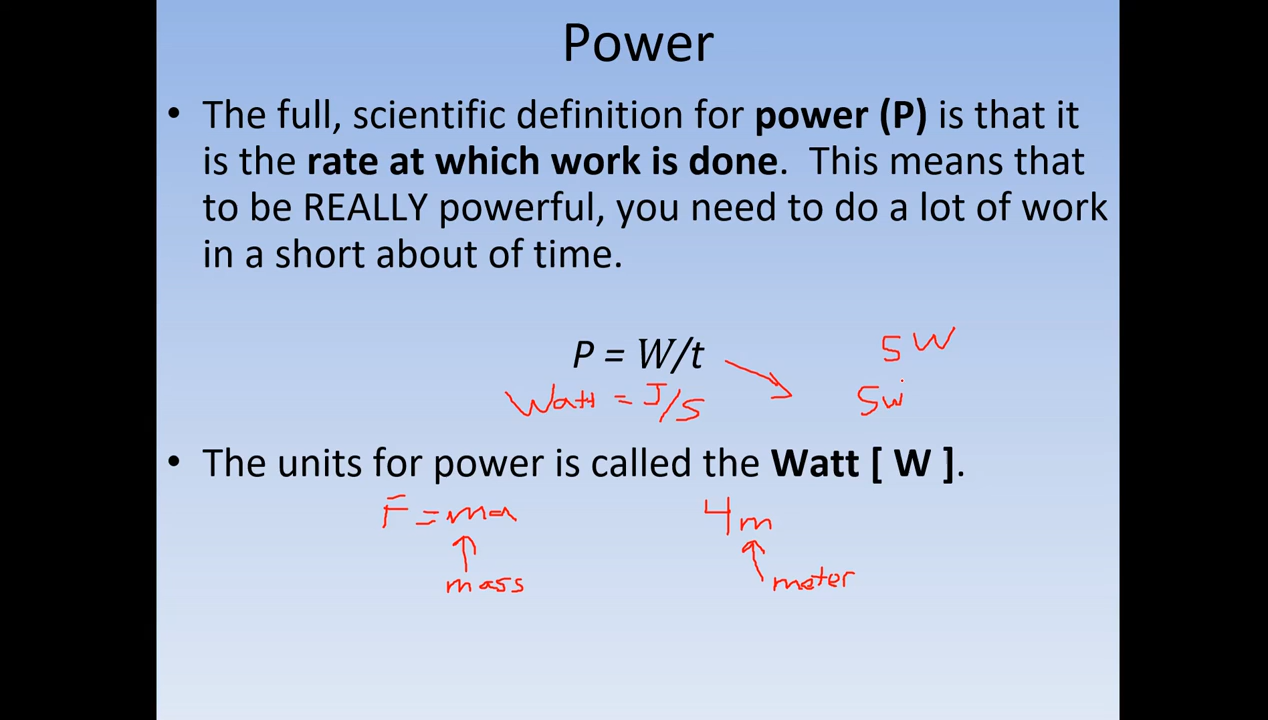 Power
• The full, scientific definition for power (P) is that it
is the rate at which work is done. This means that
to be REALLY powerful, you need to do a lot of work
in a short about of time.
P = W/t
5 W
Watt = J/s
5w
• The units for power is called the Watt [ W ].
F = ma
4m
mass
meter